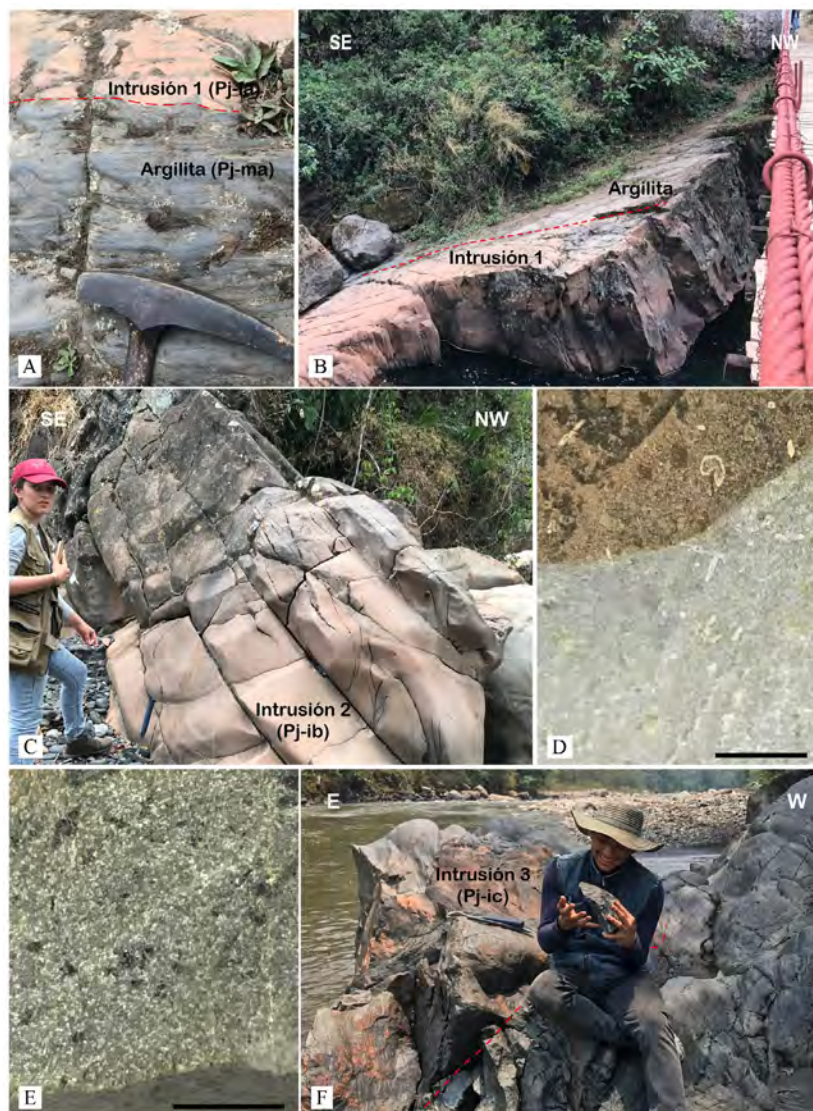 Intrusión 1 (Pj-ia)
Argilita (Pj-ma)
A
SE
NW
Argilita
Intrusión 1
B
SE
NW
Intrusión 2
(Pj-ib)
C
D
E
E
W
Intrusión 3
(Pj-ic)
F